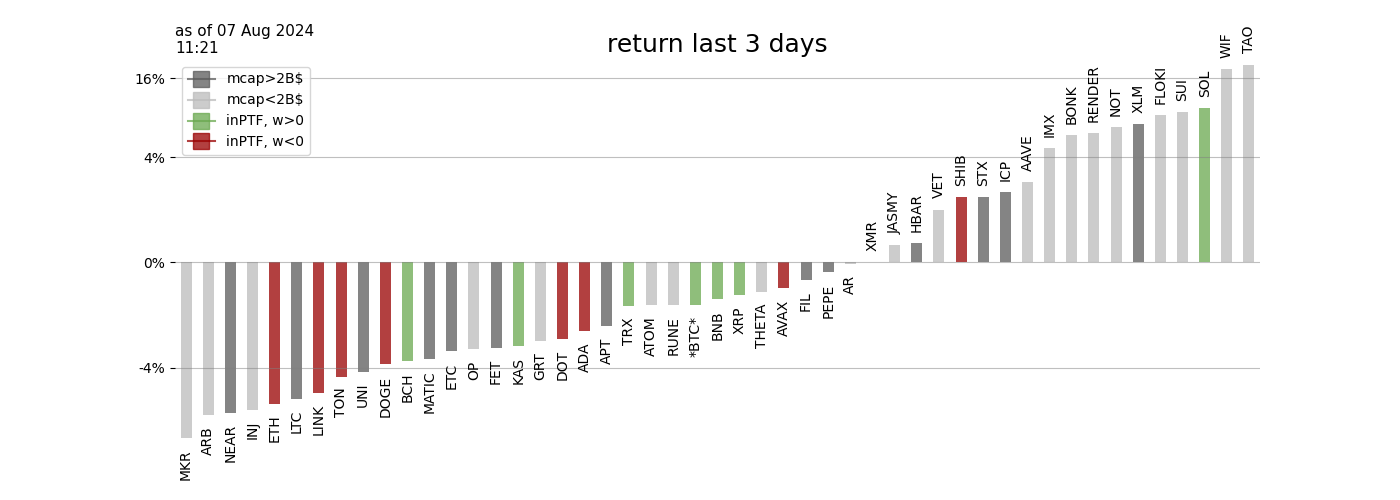 as of 07 Aug 2024
11:21
return last 3 days
mcap>2B$
mcap<2B$
inPTF, w>0
inPTF, w<0
16%
4%
0%
-4%
MKR
ARB
NEAR
INJ
ETH
LTC
LINK
TON
UNI
DOGE
BCH
MATIC
ETC
OP
FET
KAS
GRT
DOT
ADA
APT
TRX
ATOM
RUNE
*BTC*
BNB
XRP
THETA
AVAX
FIL
PEPE
AR
XMR
JASMY
HBAR
VET
SHIB
STX
ICP
AAVE
IMX
BONK
RENDER
NOT
XLM
FLOKI
SUI
SOL
WIF
TAO